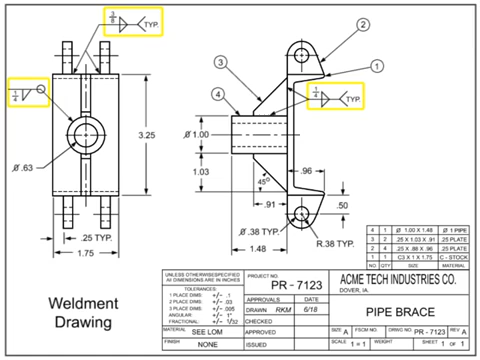 3/8 TYP.
2
1
3
1/4
4
1/4 TYP.
3.25
Ø 1.00
Ø .63
1.03
.96
45°
.91
.50
.25 TYP.
1.75
1.48
Ø .38 TYP.
R.38 TYP.
4 1 Ø 1.00 X 1.48 Ø 1 PIPE
3 2 .25 X 1.03 X .91 .25 PLATE
2 4 .25 X .88 X .96 .25 PLATE
1 1 C3 X 1 X 1.75 C - STOCK
NO. QTY SIZE MATERIAL
Weldment
Drawing
UNLESS OTHERWISE SPECIFIED
ALL DIMENSIONS ARE IN INCHES
TOLERANCES:
1 PLACE DIMS: +/- .1
2 PLACE DIMS: +/- .03
3 PLACE DIMS: +/- .005
ANGULAR: +/- 1°
FRACTIONAL: +/- 1/32
MATERIAL SEE LOM
FINISH NONE
PROJECT NO.
PR - 7123
APPROVALS DATE
DRAWN RKM 6/18
CHECKED
APPROVED
ISSUED
ACME TECH INDUSTRIES CO.
DOVER, IA.
PIPE BRACE
SIZE A FSCM NO. DRWG NO. PR - 7123 REV. A
SCALE 1 = 1 WEIGHT SHEET 1 OF 1